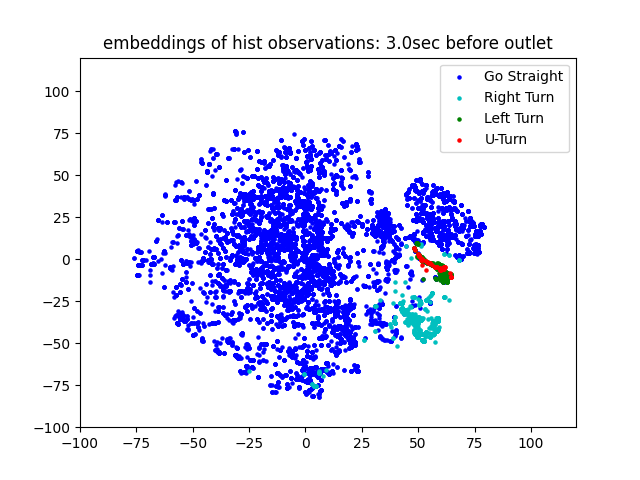 embeddings of hist observations: 3.0sec before outlet
Go Straight
Right Turn
Left Turn
U-Turn
100
75
50
25
0
−25
−50
−75
−100
−100 −75 −50 −25 0 25 50 75 100